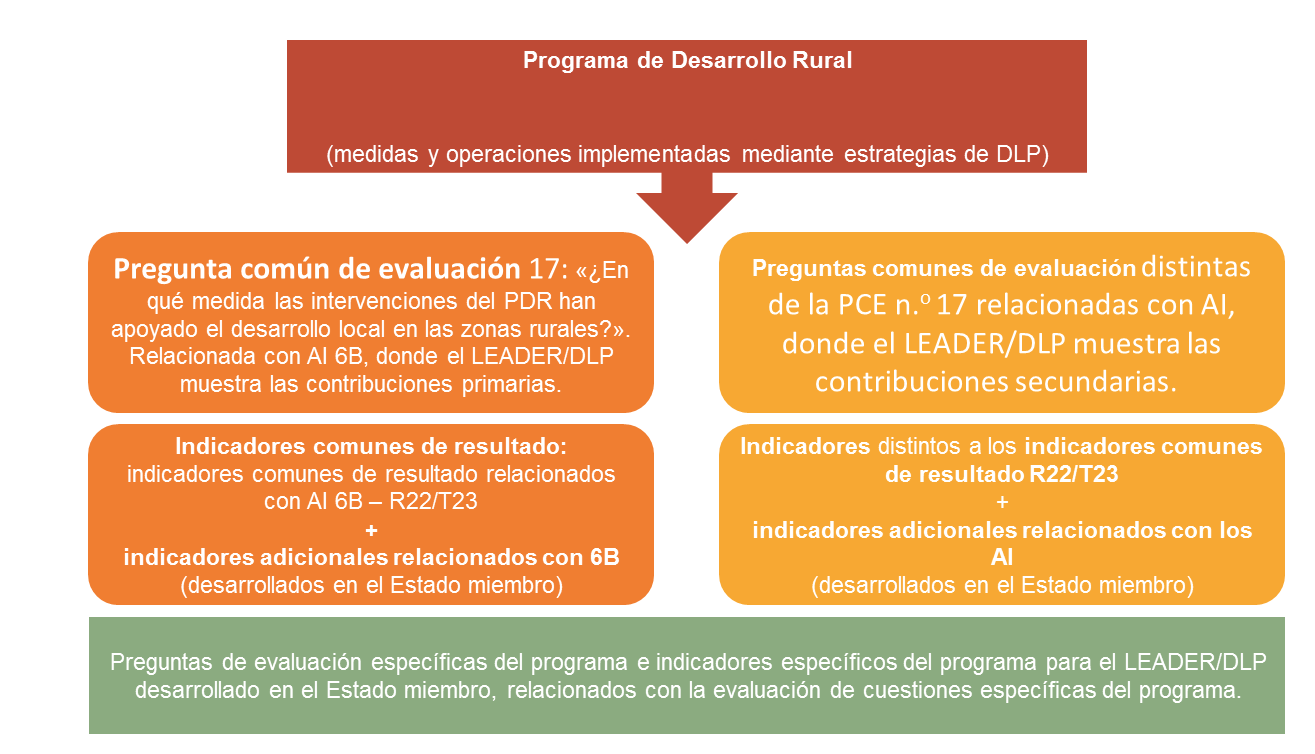 Programa de Desarrollo Rural
(medidas y operaciones implementadas mediante estrategias de DLP)
Pregunta común de evaluación 17: «¿En
qué medida las intervenciones del PDR han
apoyado el desarrollo local en las zonas rurales?».
Relacionada con AI 6B, donde el LEADER/DLP
muestra las contribuciones primarias.
Preguntas comunes de evaluación distintas
de la PCE n.º 17 relacionadas con AI,
donde el LEADER/DLP muestra las
contribuciones secundarias.
Indicadores comunes de resultado:
indicadores comunes de resultado relacionados
con AI 6B – R22/T23
+
indicadores adicionales relacionados con 6B
(desarrollados en el Estado miembro)
Indicadores distintos a los indicadores comunes
de resultado R22/T23
+
indicadores adicionales relacionados con los
AI
(desarrollados en el Estado miembro)
Preguntas de evaluación específicas del programa e indicadores específicos del programa para el LEADER/DLP
desarrollado en el Estado miembro, relacionados con la evaluación de cuestiones específicas del programa.